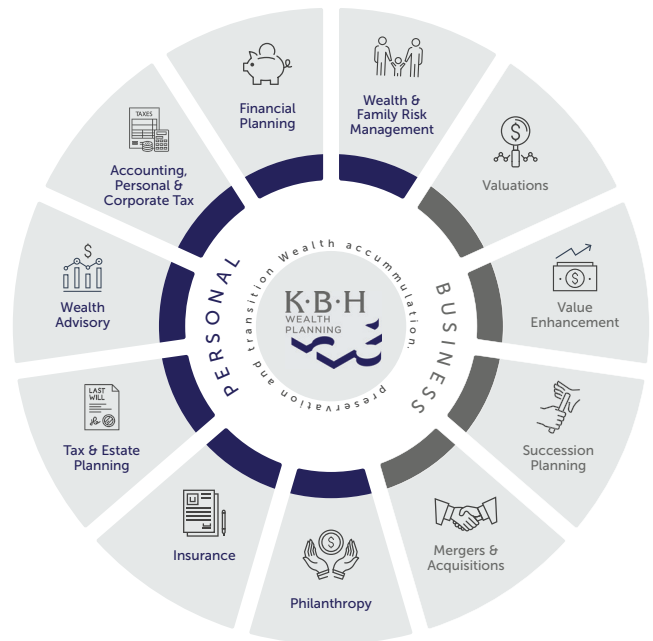 Financial
Planning
Wealth &
Family Risk
Management
Valuations
Value
Enhancement
Succession
Planning
Mergers &
Acquisitions
Philanthropy
Insurance
Tax & Estate
Planning
LAST
WILL
Wealth
Advisory
$
Accounting,
Personal &
Corporate Tax
TAXES
$
$
$
PERSONAL
BUSINESS
Wealth accummulation,
preservation and transition
K·B·H
WEALTH
PLANNING